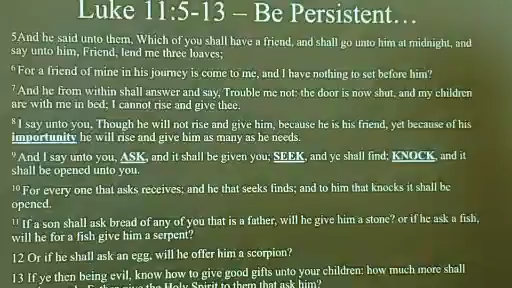 Luke 11:5-13 – Be Persistent…
5And he said unto them, Which of you shall have a friend, and shall go unto him at midnight, and
say unto him, Friend, lend me three loaves;
6 For a friend of mine in his journey is come to me, and I have nothing to set before him?
7And he from within shall answer and say, Trouble me not: the door is now shut, and my children
are with me in bed; I cannot rise and give thee.
8 I say unto you, Though he will not rise and give him, because he is his friend, yet because of his
importunity he will rise and give him as many as he needs.
9 And I say unto you, ASK, and it shall be given you; SEEK, and ye shall find; KNOCK, and it
shall be opened unto you.
10 For every one that asks receives; and he that seeks finds; and to him that knocks it shall be
opened.
11 If a son shall ask bread of any of you that is a father, will he give him a stone? or if he ask a fish,
will he for a fish give him a serpent?
12 Or if he shall ask an egg, will he offer him a scorpion?
13 If ye then being evil, know how to give good gifts unto your children: how much more shall
the Holy Spirit to them that ask him?